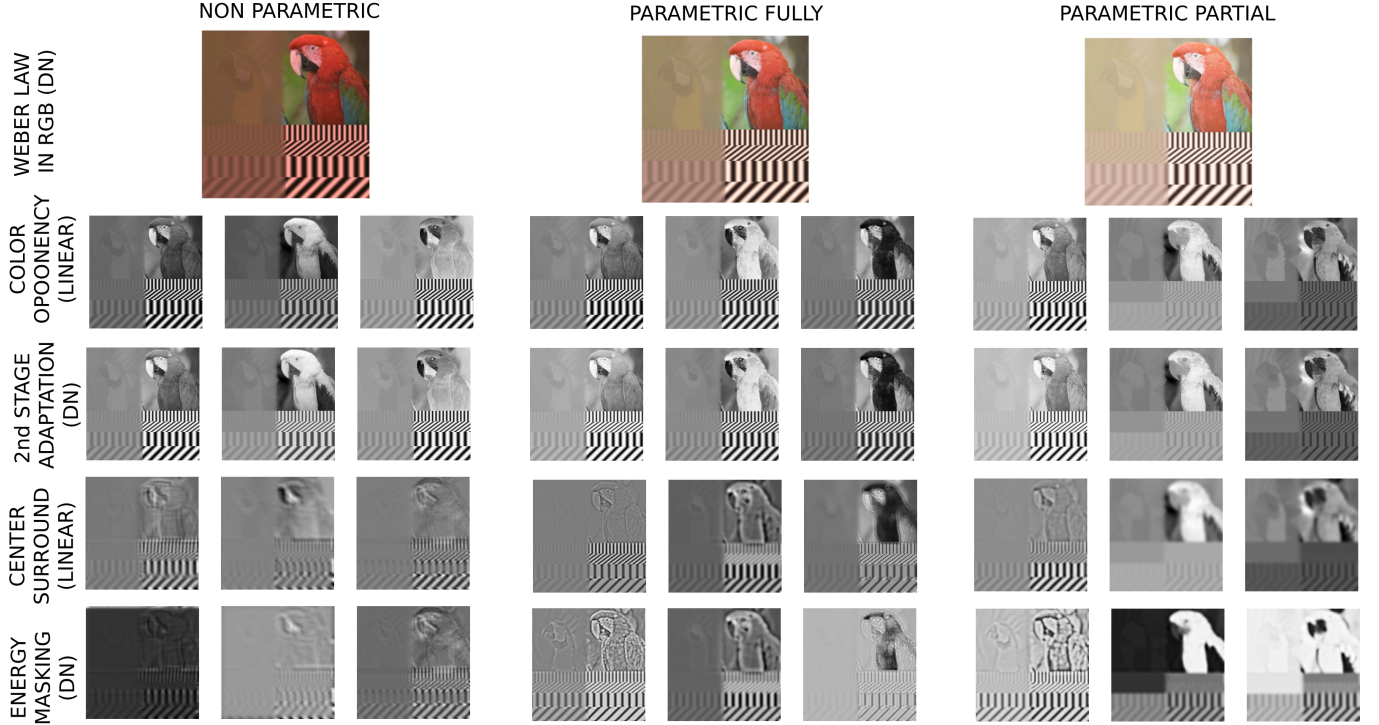 NON PARAMETRIC
PARAMETRIC FULLY
PARAMETRIC PARTIAL
WEBER LAW
IN RGB (DN)
COLOR
OPOONENCY
(LINEAR)
2nd STAGE
ADAPTATION
(DN)
CENTER
SURROUND
(LINEAR)
ENERGY
MASKING
(DN)